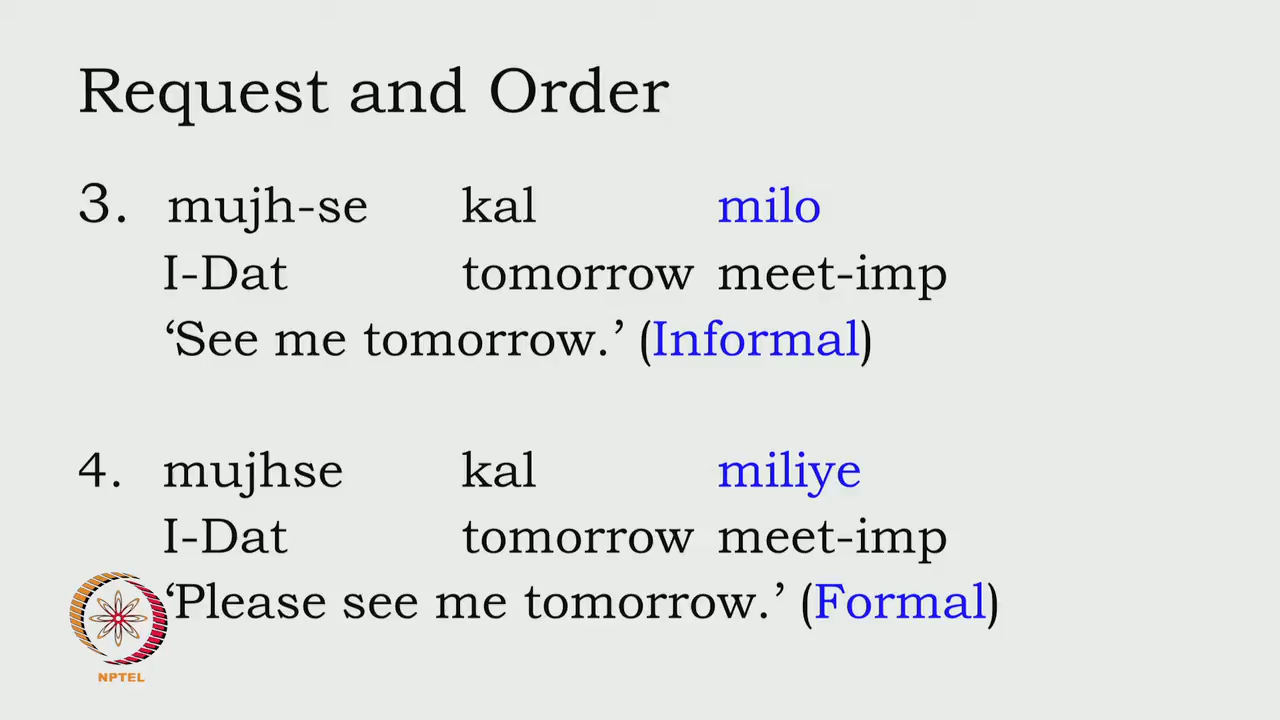 Request and Order
3. mujh-se kal milo
I-Dat tomorrow meet-imp
‘See me tomorrow.’ (Informal)
4. mujhse kal miliye
I-Dat tomorrow meet-imp
‘Please see me tomorrow.’ (Formal)
NPTEL